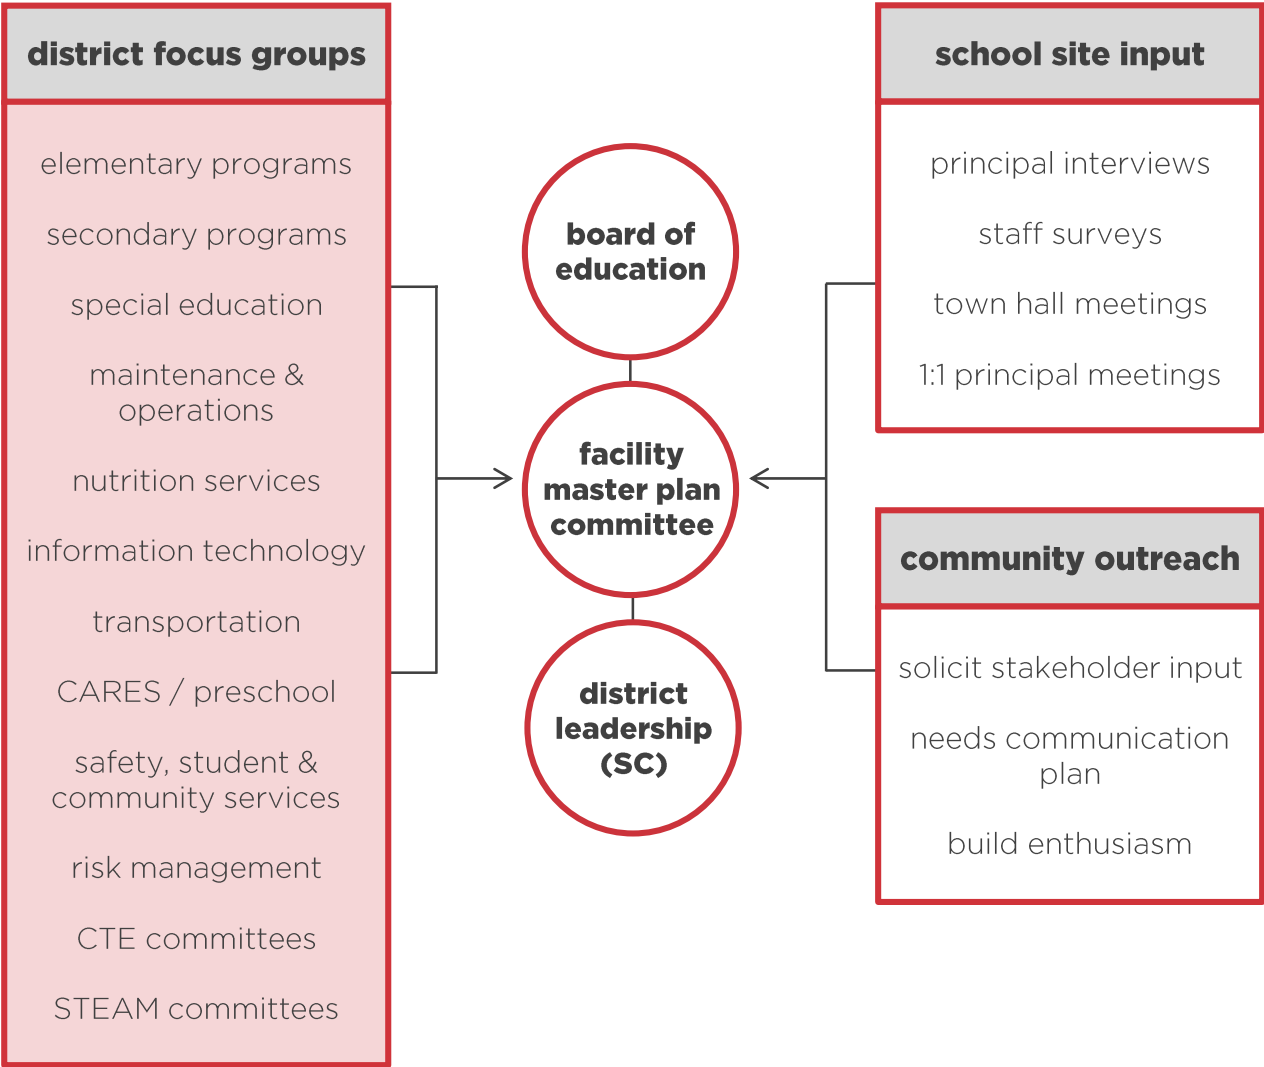 district focus groups
elementary programs
secondary programs
special education
maintenance &
operations
nutrition services
information technology
transportation
CARES / preschool
safety, student &
community services
risk management
CTE committees
STEAM committees
board of
education
facility
master plan
committee
district
leadership
(SC)
school site input
principal interviews
staff surveys
town hall meetings
1:1 principal meetings
community outreach
solicit stakeholder input
needs communication
plan
build enthusiasm